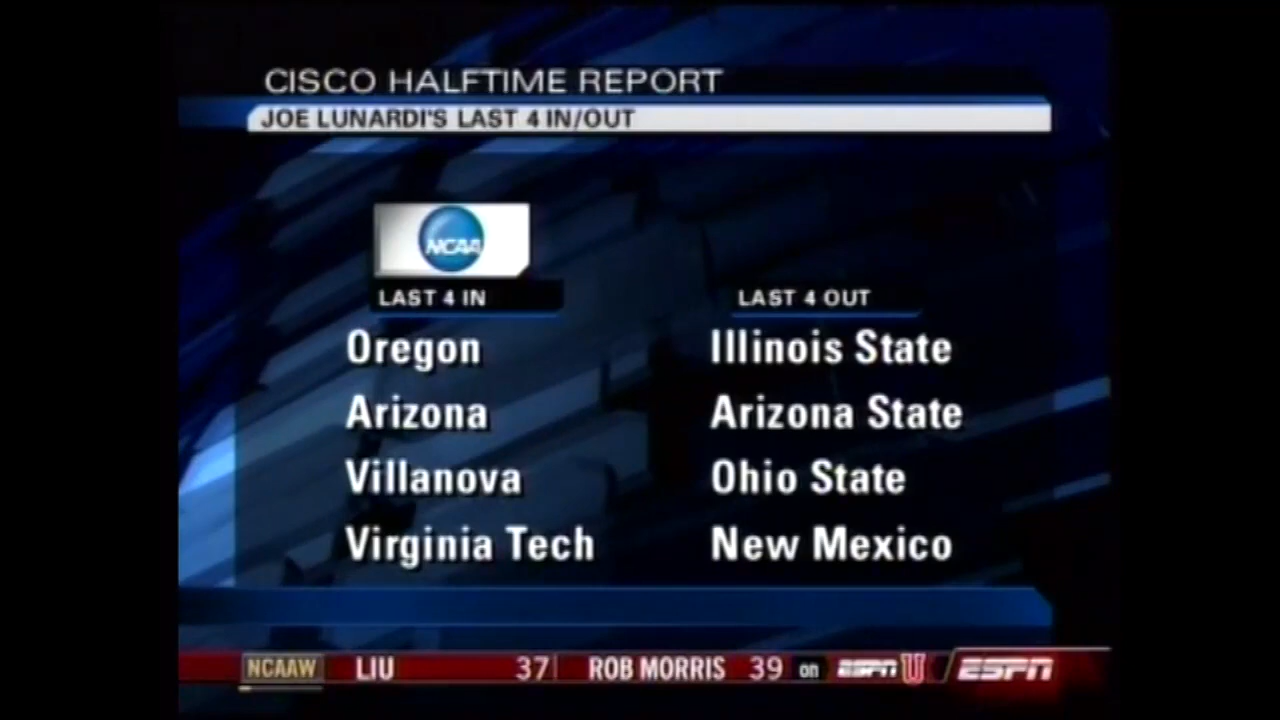 CISCO HALFTIME REPORT
JOE LUNARDI'S LAST 4 IN/OUT
NCAA
LAST 4 IN
LAST 4 OUT
Oregon
Illinois State
Arizona
Arizona State
Villanova
Ohio State
Virginia Tech
New Mexico
NCAAW LIU 37 ROB MORRIS 39 on ESPNU ESPN